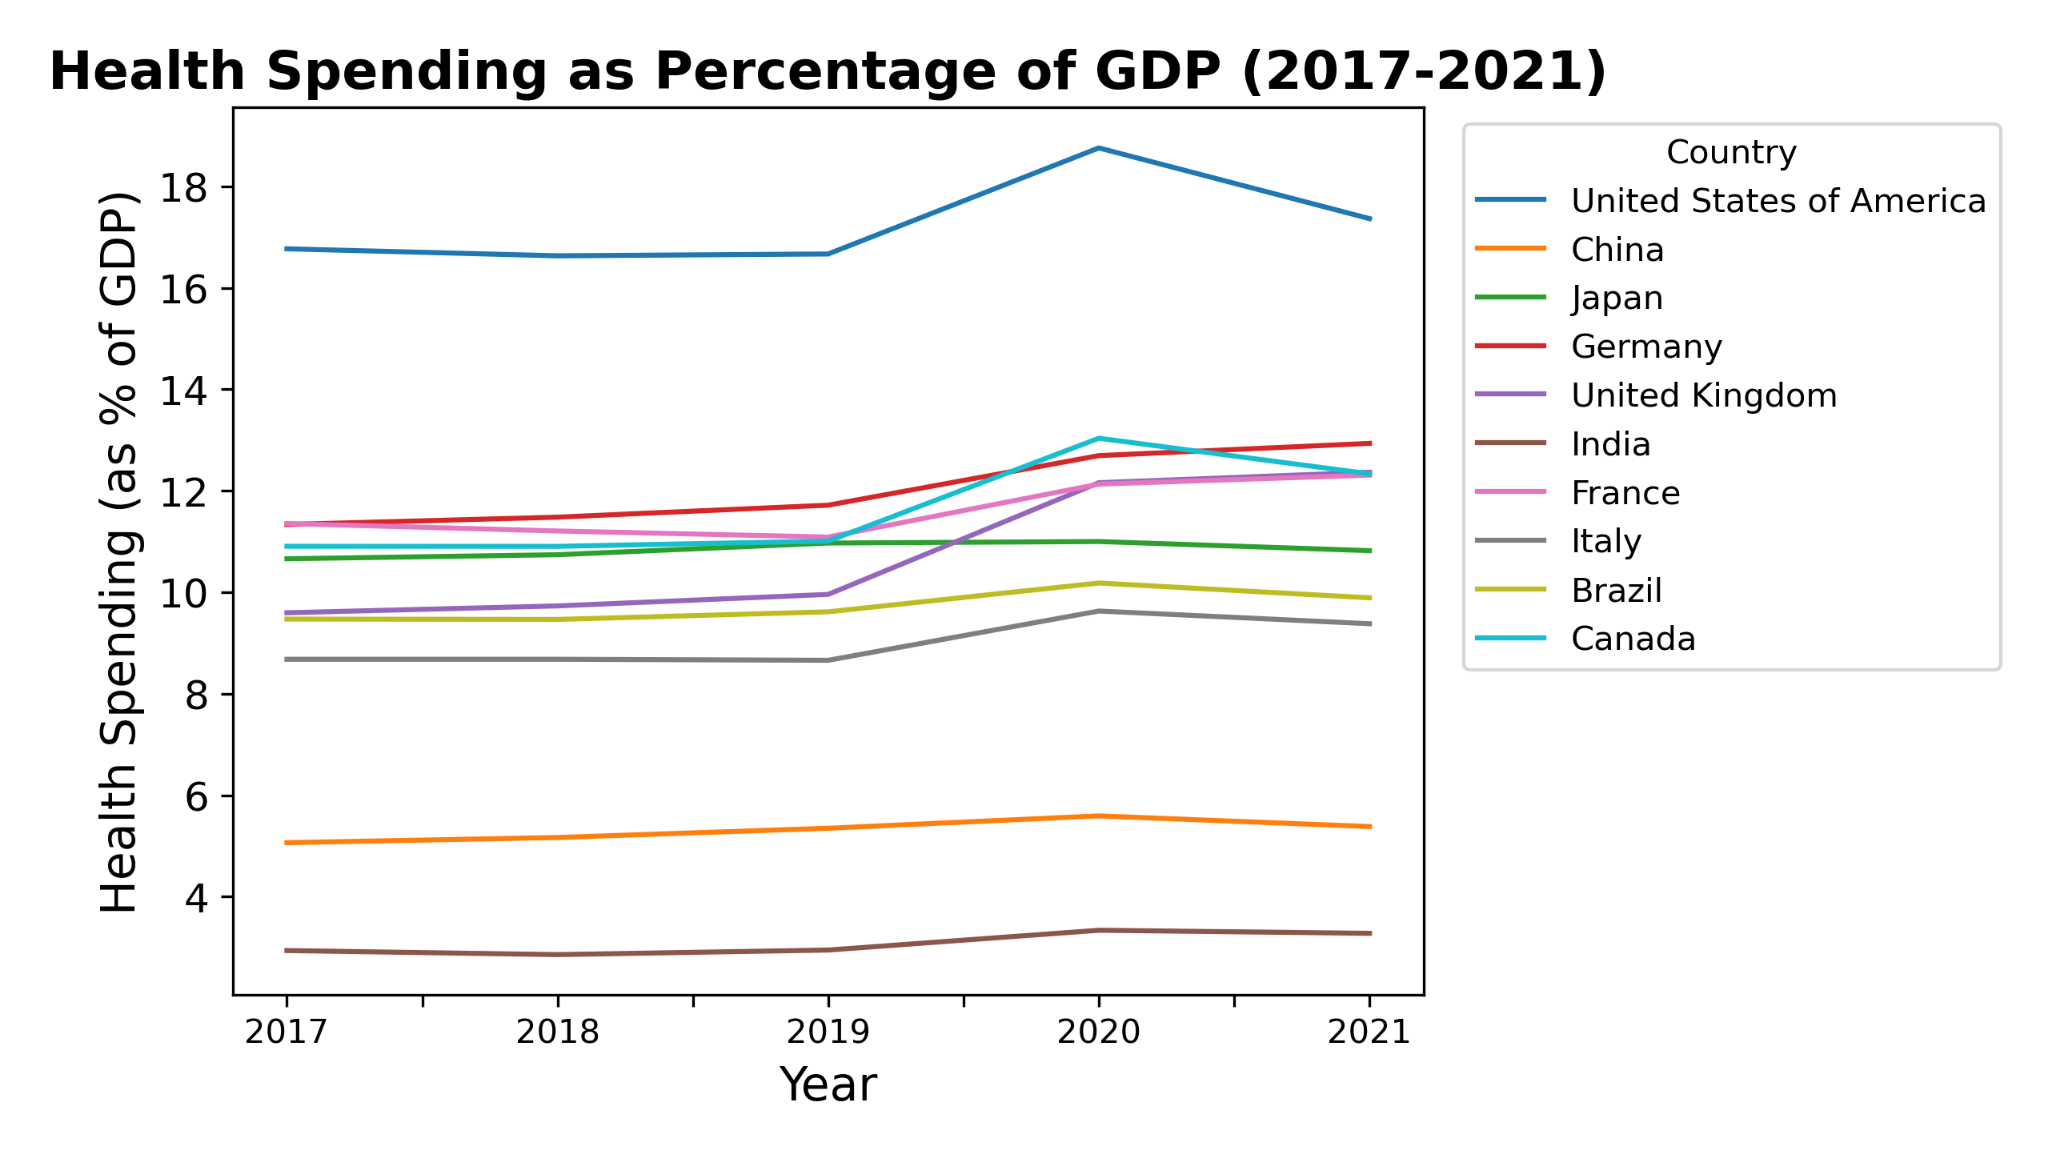 Health Spending as Percentage of GDP (2017-2021)
Health Spending (as % of GDP)
18
16
14
12
10
8
6
4
2017 2018 2019 2020 2021
Year
Country
United States of America
China
Japan
Germany
United Kingdom
India
France
Italy
Brazil
Canada